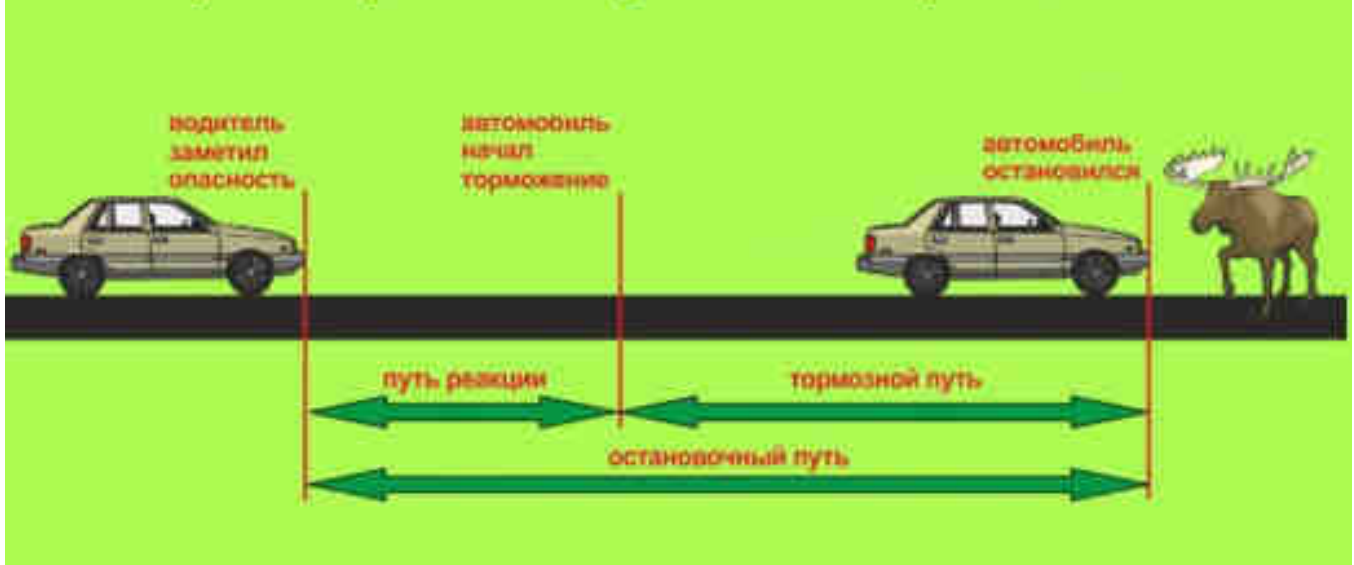 водитель
заметил
опасность
автомобиль
начал
торможение
автомобиль
остановился
путь реакции
тормозной путь
остановочный путь